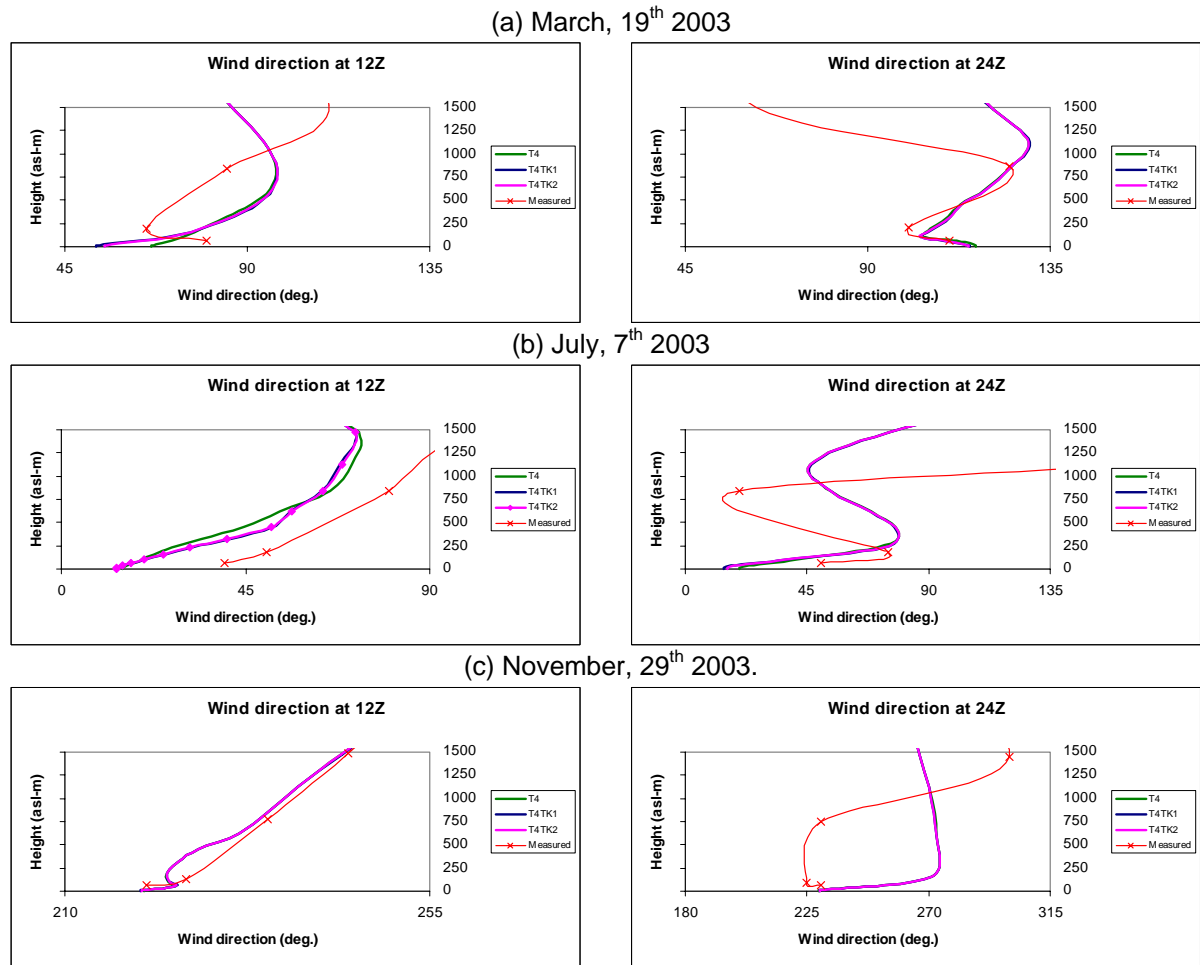 (a) March, 19th 2003
Wind direction at 12Z
Height (asl-m)
1500
1250
1000
750
500
250
0
45 90 135
Wind direction (deg.)
T4
T4TK1
T4TK2
Measured
Wind direction at 24Z
Height (asl-m)
1500
1250
1000
750
500
250
0
45 90 135
Wind direction (deg.)
T4
T4TK1
T4TK2
Measured
(b) July, 7th 2003
Wind direction at 12Z
Height (asl-m)
1500
1250
1000
750
500
250
0
0 45 90
Wind direction (deg.)
T4
T4TK1
T4TK2
Measured
Wind direction at 24Z
Height (asl-m)
1500
1250
1000
750
500
250
0
0 45 90 135
Wind direction (deg.)
T4
T4TK1
T4TK2
Measured
(c) November, 29th 2003.
Wind direction at 12Z
Height (asl-m)
1500
1250
1000
750
500
250
0
210 255
Wind direction (deg.)
T4
T4TK1
T4TK2
Measured
Wind direction at 24Z
Height (asl-m)
1500
1250
1000
750
500
250
0
180 225 270 315
Wind direction (deg.)
T4
T4TK1
T4TK2
Measured